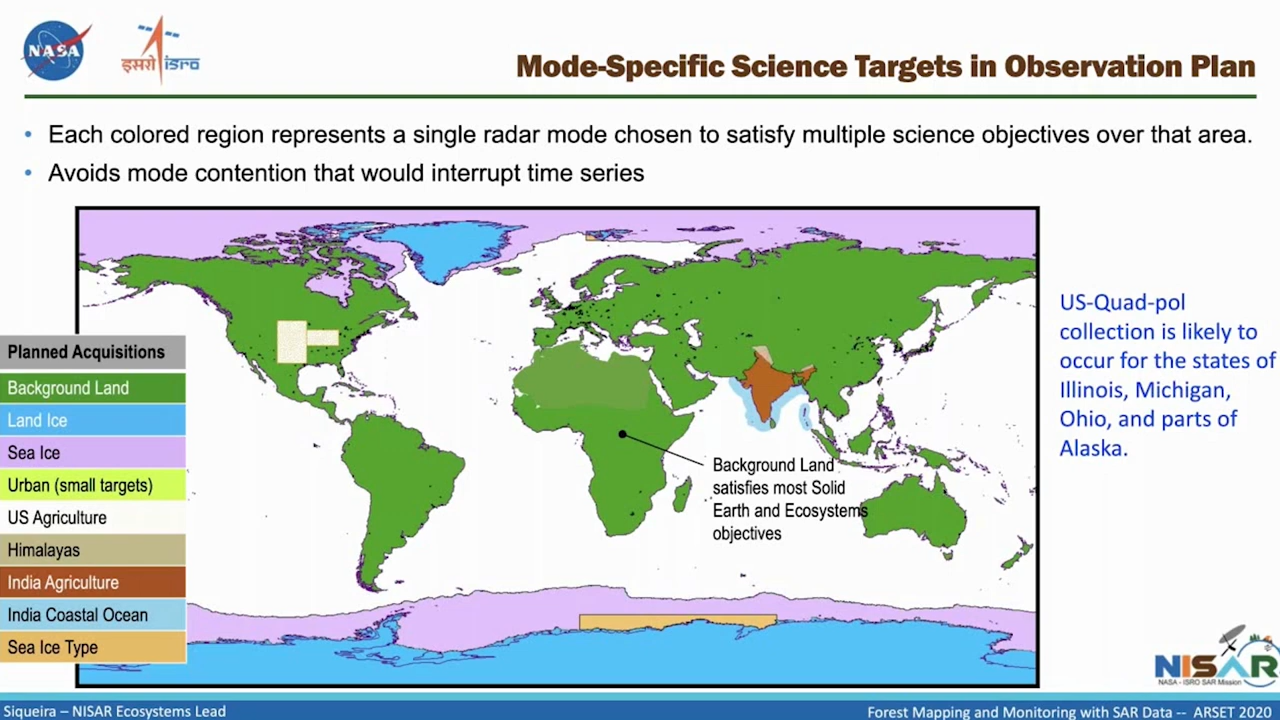 NASA
इसरो isro
Mode-Specific Science Targets in Observation Plan
• Each colored region represents a single radar mode chosen to satisfy multiple science objectives over that area.
• Avoids mode contention that would interrupt time series
US-Quad-pol
collection is likely to
occur for the states of
Illinois, Michigan,
Ohio, and parts of
Alaska.
Planned Acquisitions
Background Land
Land Ice
Sea Ice
Urban (small targets)
US Agriculture
Himalayas
India Agriculture
India Coastal Ocean
Sea Ice Type
Background Land
satisfies most Solid
Earth and Ecosystems
objectives
NISAR
NASA - ISRO SAR Mission
Siqueira – NISAR Ecosystems Lead
Forest Mapping and Monitoring with SAR Data -- ARSET 2020